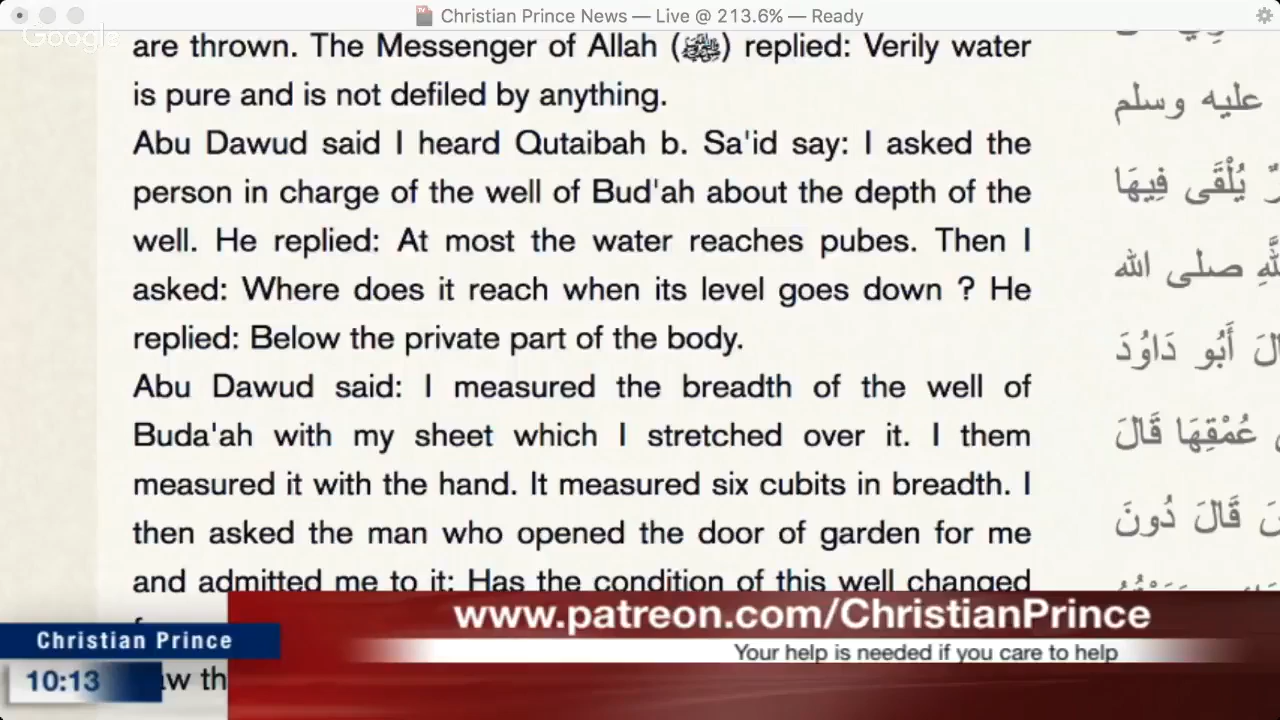 Christian Prince News — Live @ 213.6% — Ready
Google
are thrown. The Messenger of Allah (ﷺ) replied: Verily water
is pure and is not defiled by anything.
Abu Dawud said I heard Qutaibah b. Sa'id say: I asked the
person in charge of the well of Bud'ah about the depth of the
well. He replied: At most the water reaches pubes. Then I
asked: Where does it reach when its level goes down ? He
replied: Below the private part of the body.
Abu Dawud said: I measured the breadth of the well of
Buda'ah with my sheet which I stretched over it. I them
measured it with the hand. It measured six cubits in breadth. I
then asked the man who opened the door of garden for me
and admitted me to it: Has the condition of this well changed
عليه وسلم
يُلْقَى فِيهَا
صلى الله
أَبُو دَاوُدَ
عُمْقِهَا قَالَ
قَالَ دُونَ
www.patreon.com/ChristianPrince
Your help is needed if you care to help
Christian Prince
10:13
th